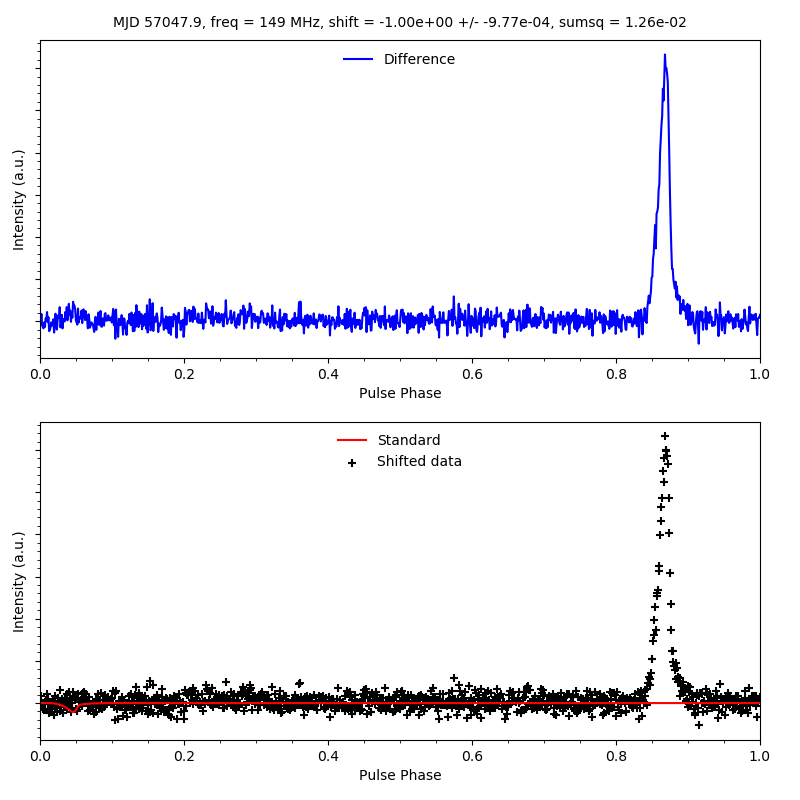 MJD 57047.9, freq = 149 MHz, shift = -1.00e+00 +/- -9.77e-04, sumsq = 1.26e-02
Difference
Intensity (a.u.)
0.0 0.2 0.4 0.6 0.8 1.0
Pulse Phase
Standard
Shifted data
Intensity (a.u.)
0.0 0.2 0.4 0.6 0.8 1.0
Pulse Phase